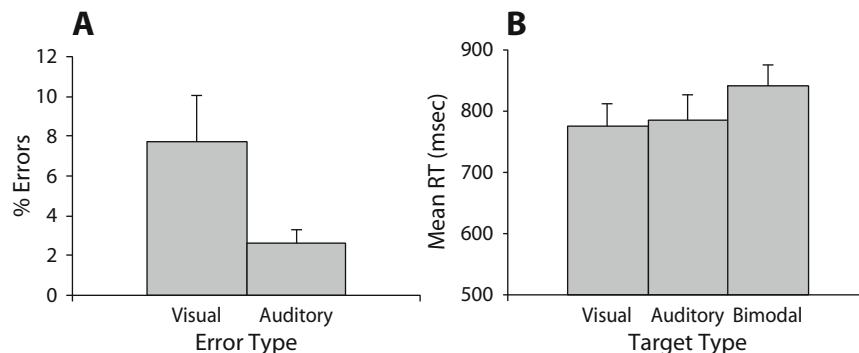 A
% Errors
12
10
8
6
4
2
0
Visual Auditory
Error Type
B
Mean RT (msec)
900
800
700
600
500
Visual Auditory Bimodal
Target Type